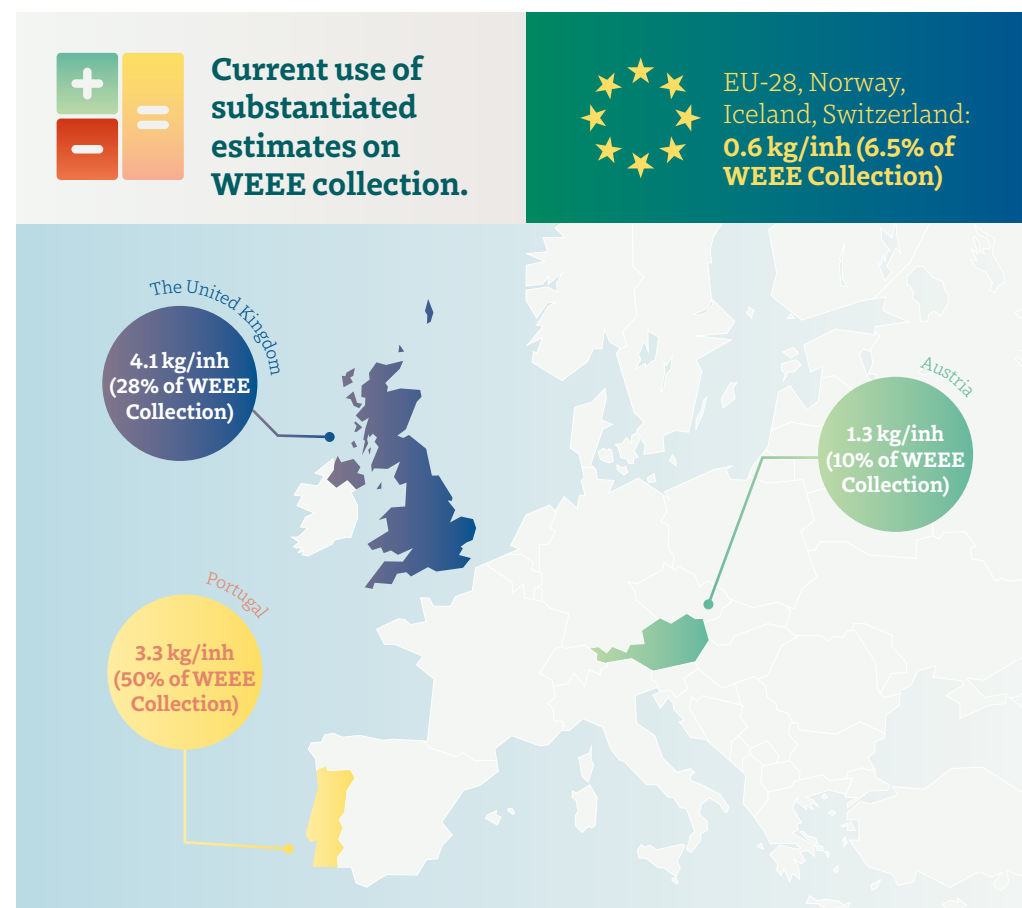 Current use of
substantiated
estimates on
WEEE collection.
EU-28, Norway,
Iceland, Switzerland:
0.6 kg/inh (6.5% of
WEEE Collection)
The United Kingdom
4.1 kg/inh
(28% of WEEE
Collection)
Austria
1.3 kg/inh
(10% of WEEE
Collection)
Portugal
3.3 kg/inh
(50% of WEEE
Collection)